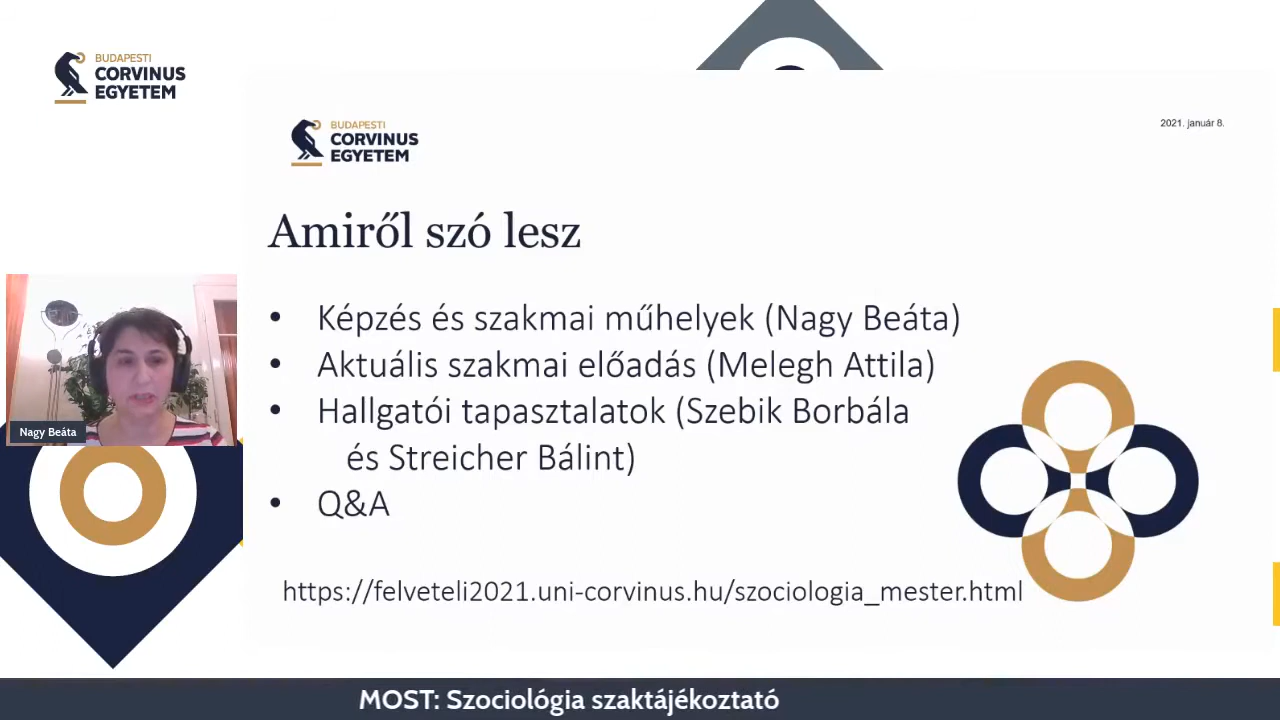 BUDAPESTI
CORVINUS
EGYETEM
BUDAPESTI
CORVINUS
EGYETEM
2021. január 8.
Amiről szó lesz
• Képzés és szakmai műhelyek (Nagy Beáta)
• Aktuális szakmai előadás (Melegh Attila)
• Hallgatói tapasztalatok (Szebik Borbála
és Streicher Bálint)
• Q&A
https://felveteli2021.uni-corvinus.hu/szociologia_mester.html
Nagy Beáta
MOST: Szociológia szaktájékoztató